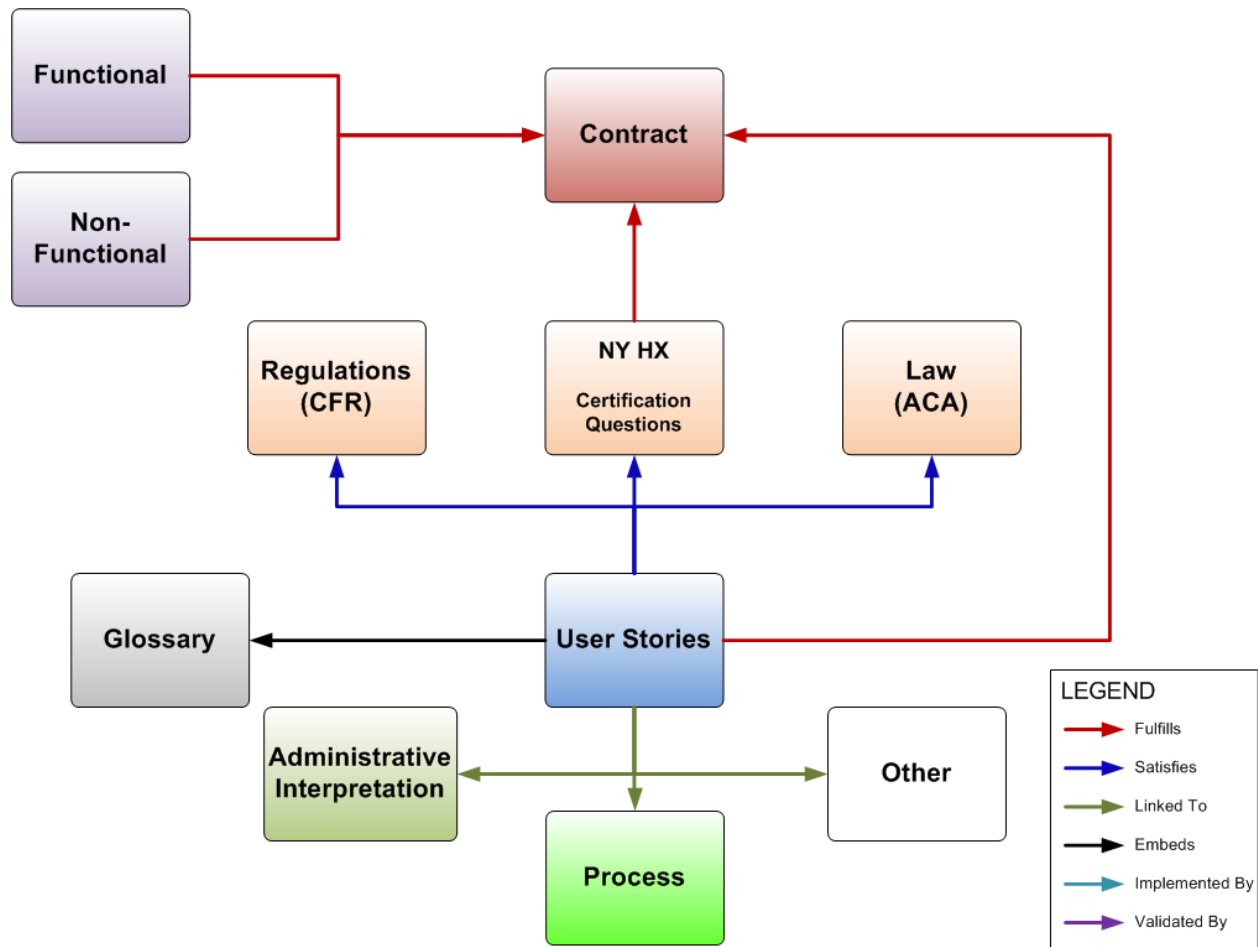 Functional
Contract
Non-
Functional
Regulations
(CFR)
NY HX
Certification
Questions
Law
(ACA)
Glossary
User Stories
Administrative
Interpretation
Other
Process
LEGEND
Fulfills
Satisfies
Linked To
Embeds
Implemented By
Validated By